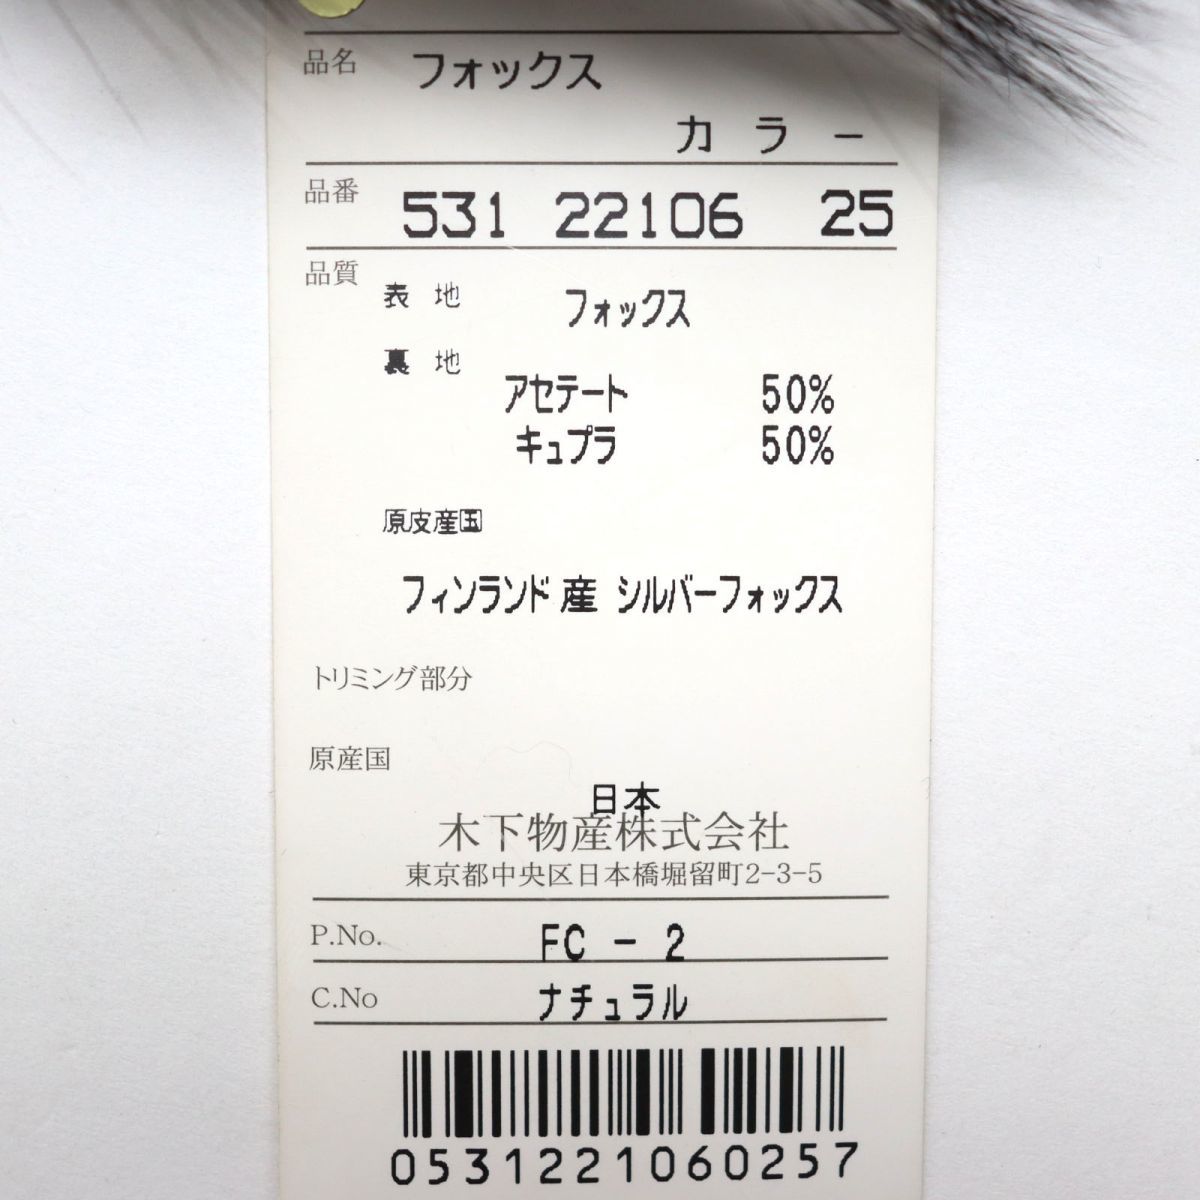 品名 フォックス
カラー
品番 531 22106 25
品質 表地 フォックス
裏地
アセテート 50%
キュプラ 50%
原皮産国
フィンランド産 シルバーフォックス
トリミング部分
原産国
日本
木下物産株式会社
東京都中央区日本橋堀留町2-3-5
P.No. FC - 2
C.No ナチュラル
0531221060257